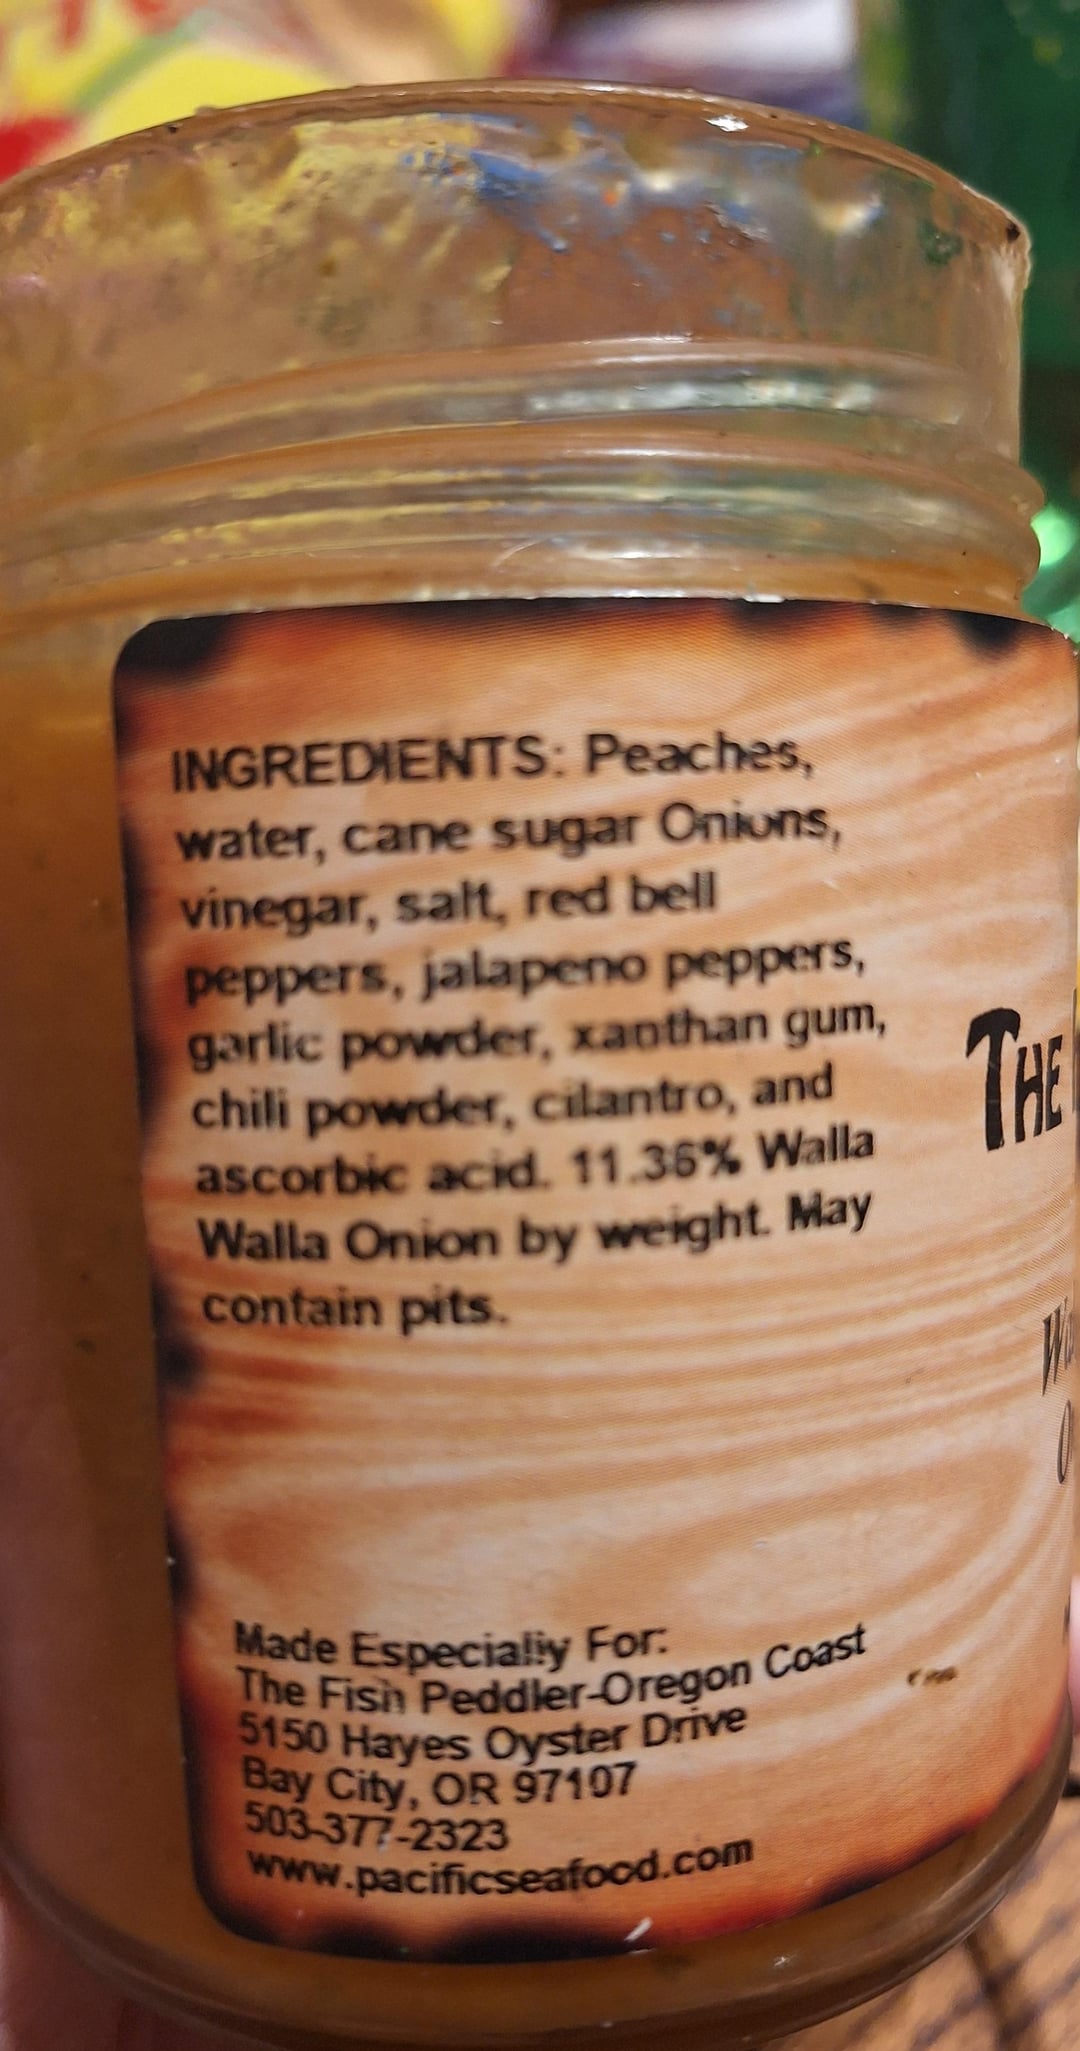 INGREDIENTS: Peaches,
water, cane sugar Onions,
vinegar, salt, red bell
peppers, jalapeno peppers,
garlic powder, xanthan gum,
chili powder, cilantro, and
ascorbic acid. 11.36% Walla
Walla Onion by weight. May
contain pits.
THE
Made Especially For:
The Fish Peddler-Oregon Coast
5150 Hayes Oyster Drive
Bay City, OR 97107
503-377-2323
www.pacificseafood.com